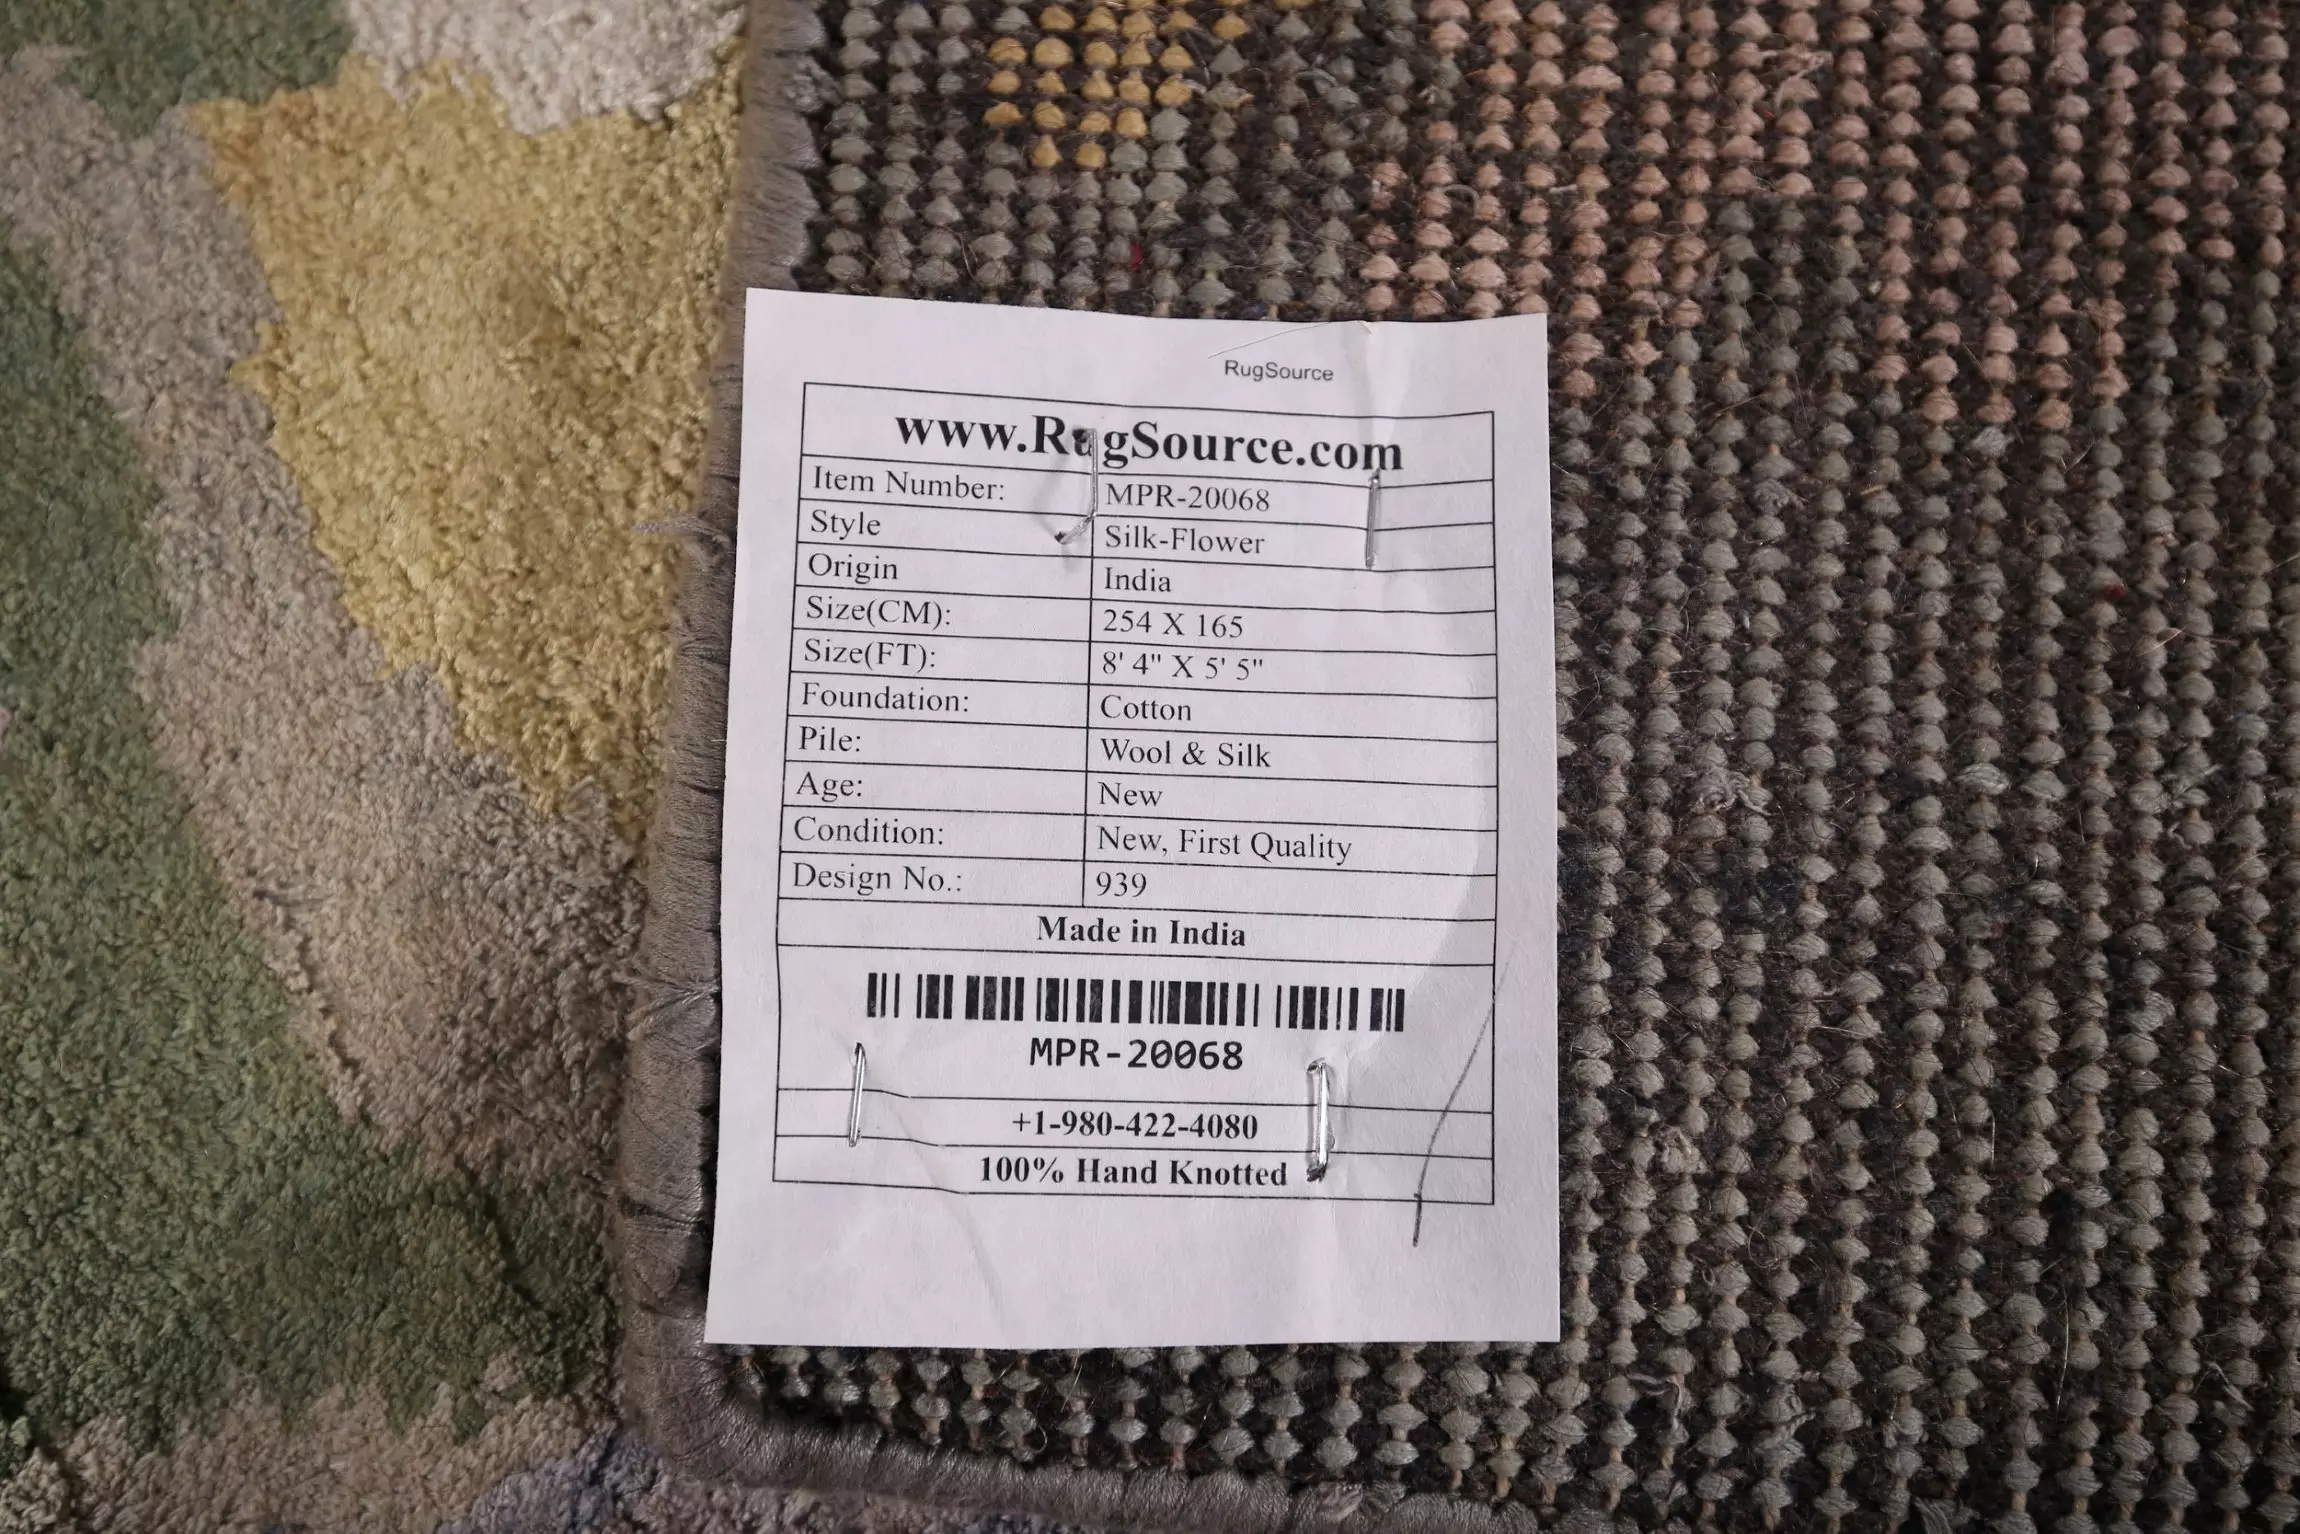 RugSource
www.RugSource.com
Item Number: MPR-20068
Style Silk-Flower
Origin India
Size(CM): 254 X 165
Size(FT): 8' 4" X 5' 5"
Foundation: Cotton
Pile: Wool & Silk
Age: New
Condition: New, First Quality
Design No.: 939
Made in India
MPR-20068
+1-980-422-4080
100% Hand Knotted